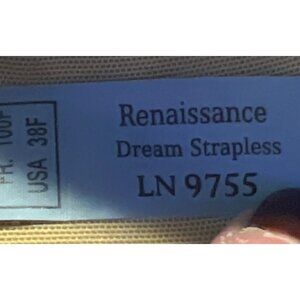 FR. 100F
USA 38F
Renaissance
Dream Strapless
LN 9755